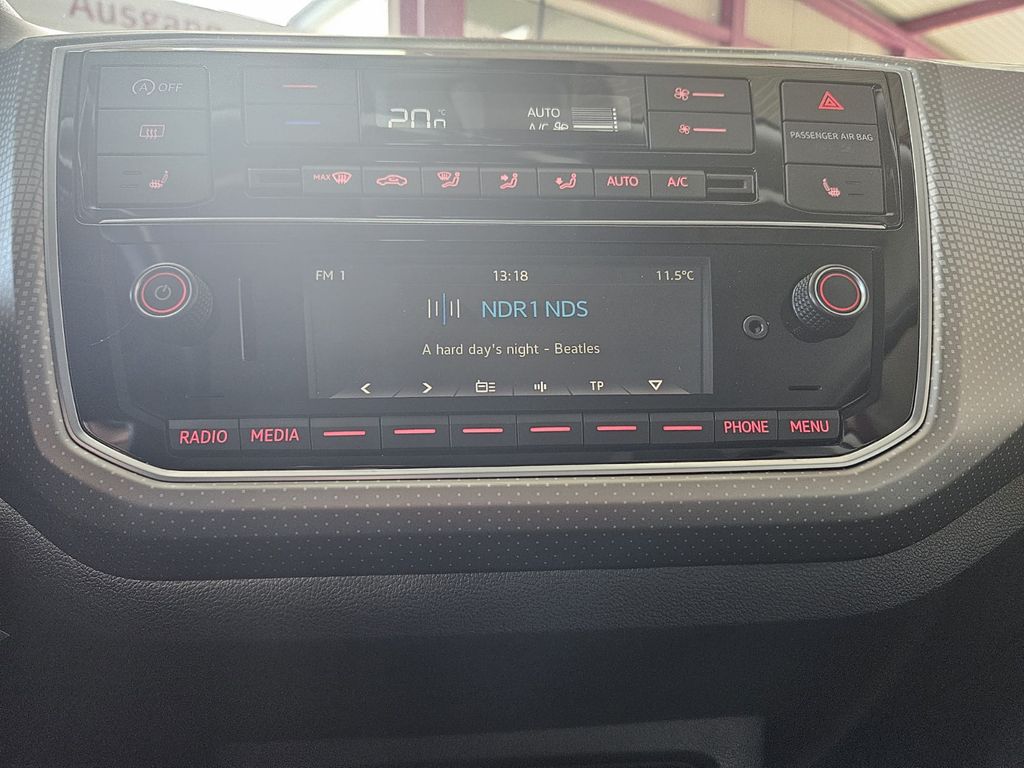 Ausgang
OFF
20.0 °C
AUTO
A/C
PASSENGER AIR BAG
MAX
AUTO
A/C
FM 1
13:18
11.5°C
NDR1 NDS
A hard day's night - Beatles
TP
RADIO
MEDIA
PHONE
MENU